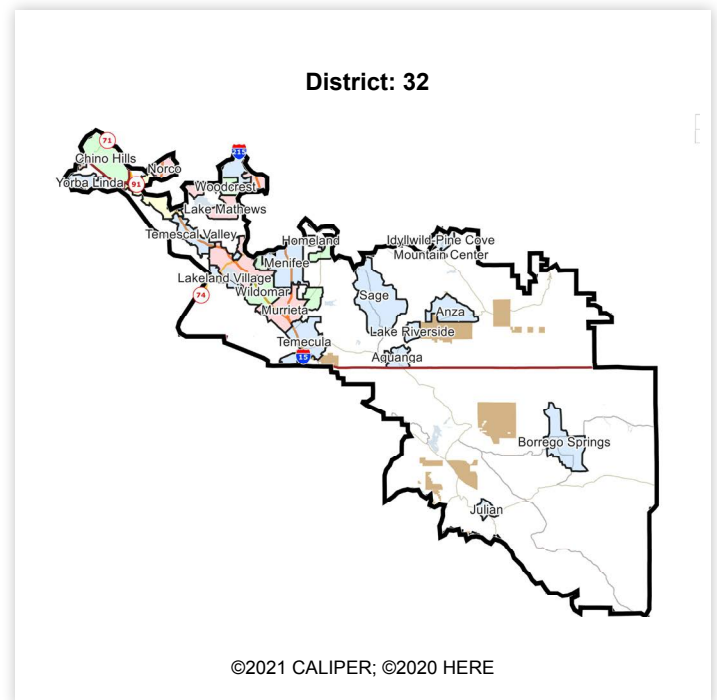 District: 32
71
215
Chino Hills
Norco
Yorba Linda
91
Woodcrest
Lake Mathews
Temescal Valley
Homeland
Idyllwild-Pine Cove
Mountain Center
Menifee
Lakeland Village
Wildomar
Sage
74
Murrieta
Anza
Lake Riverside
Temecula
15
Aguanga
Borrego Springs
Julian
©2021 CALIPER; ©2020 HERE